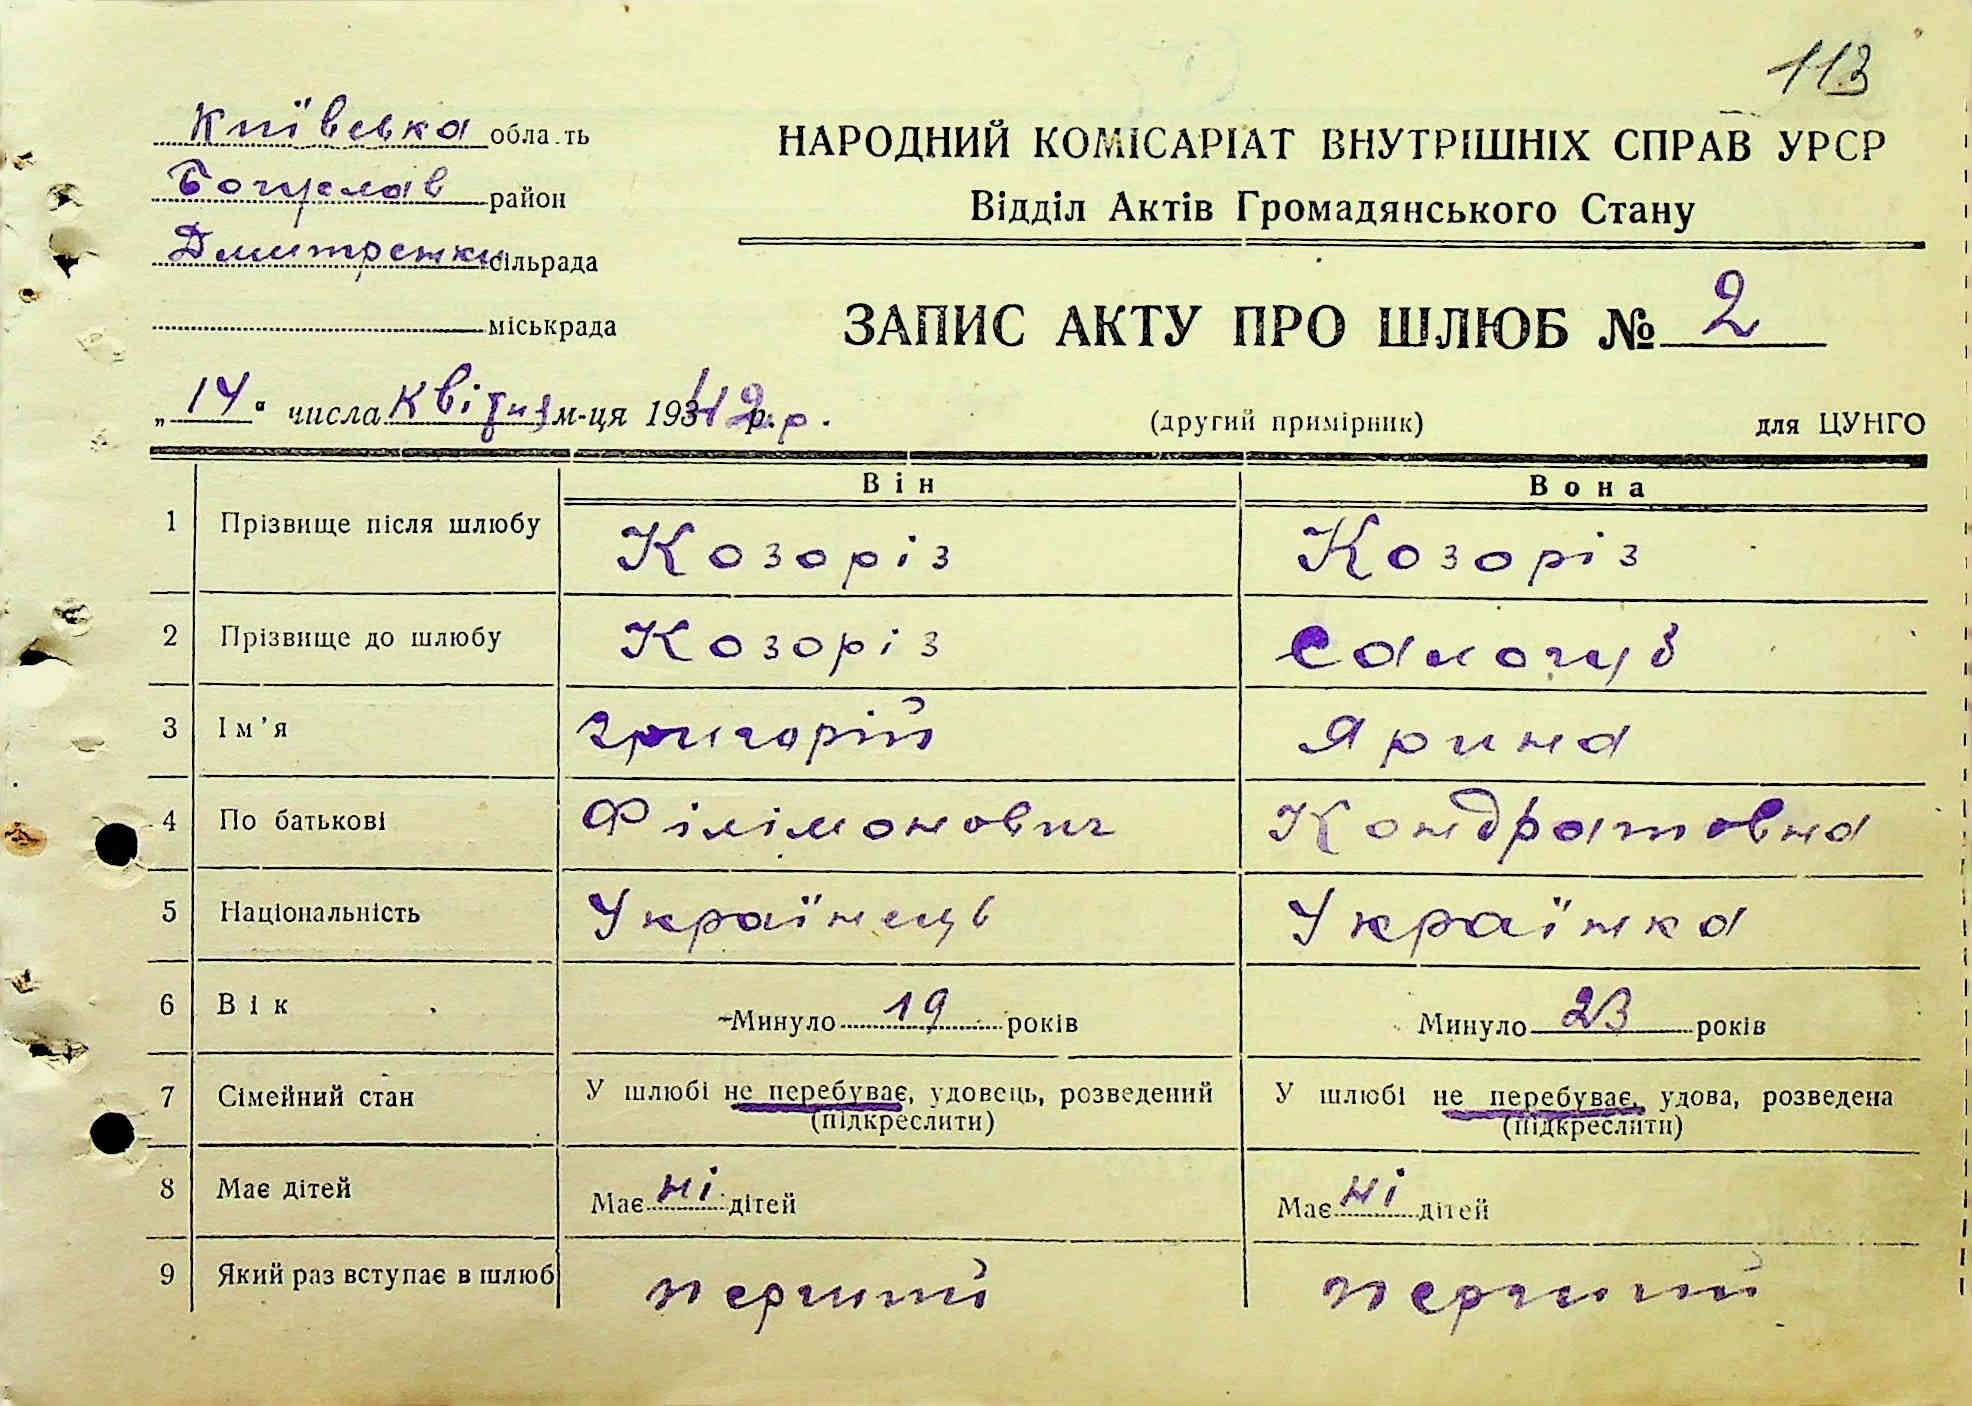 113
Київська область
Богуслав район
Дмитренки сільрада
міськрада
НАРОДНИЙ КОМІСАРІАТ ВНУТРІШНІХ СПРАВ УРСР
Відділ Актів Громадянського Стану
ЗАПИС АКТУ ПРО ШЛЮБ № 2
„14" числа квітня м-ця 1942 р. р.
(другий примірник) для ЦУНГО
Він Вона
1 Прізвище після шлюбу Козоріз Козоріз
2 Прізвище до шлюбу Козоріз Сологуб
3 Ім'я Григорій Ярина
4 По батькові Філімонович Кондратовна
5 Національність Українець Українка
6 Вік Минуло 19 років Минуло 23 років
7 Сімейний стан У шлюбі не перебуває, удовець, розведений У шлюбі не перебуває, удова, розведена
(підкреслити) (підкреслити)
8 Має дітей Має ні дітей Має ні дітей
9 Який раз вступає в шлюб перший перший